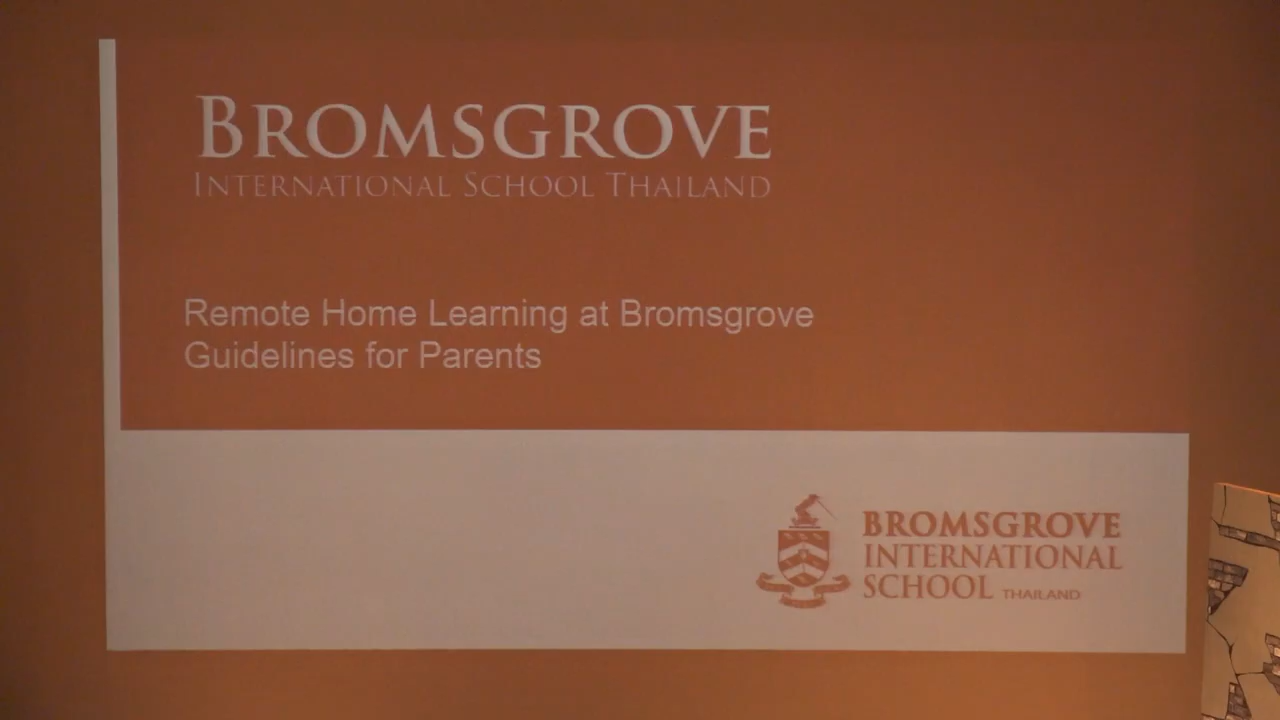 BROMSGROVE
INTERNATIONAL SCHOOL THAILAND
Remote Home Learning at Bromsgrove
Guidelines for Parents
BROMSGROVE
INTERNATIONAL
SCHOOL THAILAND